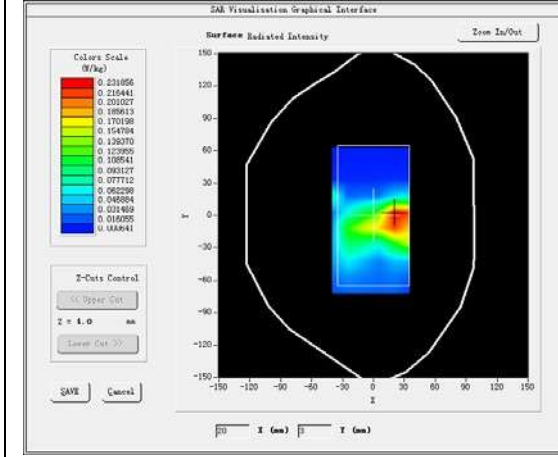 SAR Visualisation Graphical Interface
Surface Radiated Intensity
Zoom In/Out
Colors Scale
(W/kg)
0.231856
0.216441
0.201027
0.185613
0.170198
0.154784
0.139370
0.123955
0.108541
0.093127
0.077712
0.062298
0.046884
0.031469
0.016055
0.000641
150
120
90
60
30
0
-30
-60
-90
-120
-150
Y
-150 -120 -90 -60 -30 0 30 60 90 120 150
X
Z-Cuts Control
<< Upper Cut
Z = 4.0 mm
Lower Cut >>
SAVE Cancel
20 X (mm) 3 Y (mm)